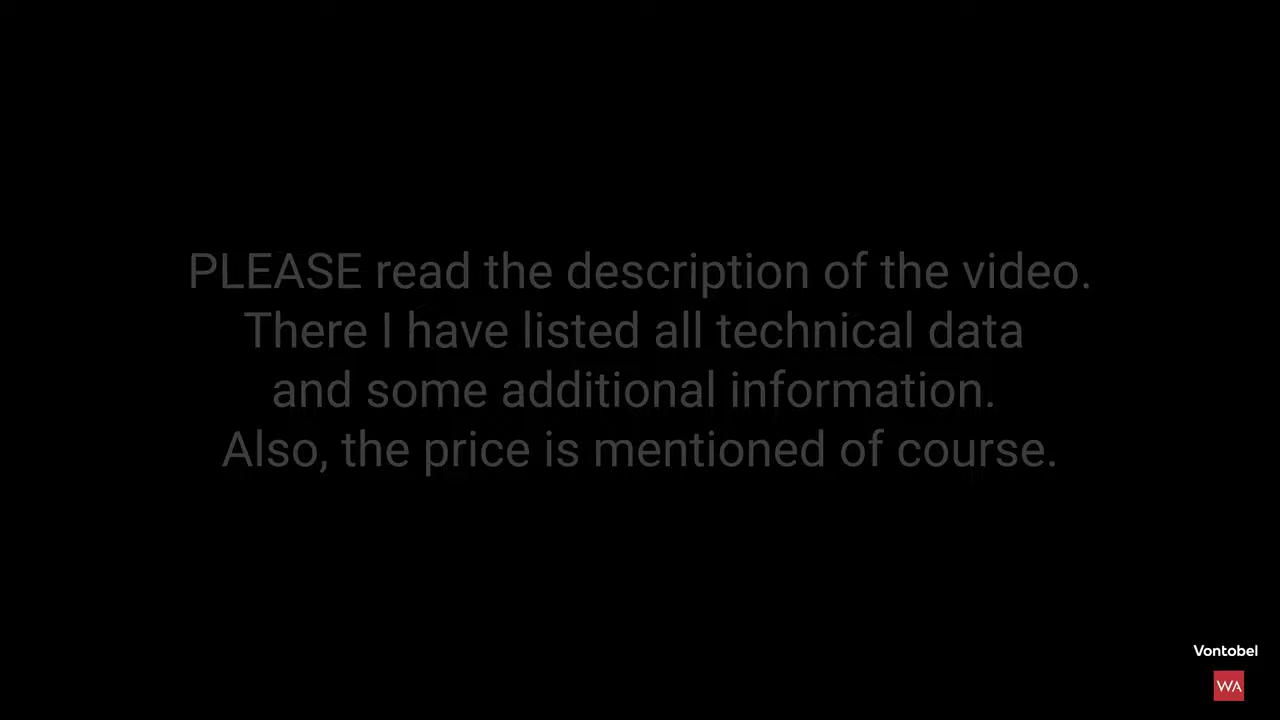 PLEASE read the description of the video.
There I have listed all technical data
and some additional information.
Also, the price is mentioned of course.
Vontobel
WA